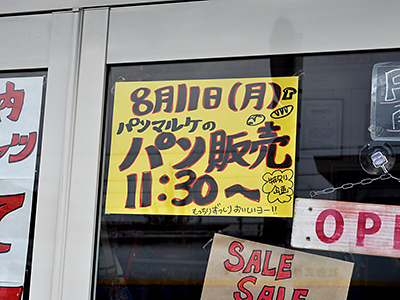 8月11日(月)
パンマルケの
パン販売
11:30～
もっちりずっしりおいしいヨー!!
OPE
SALE
SALE